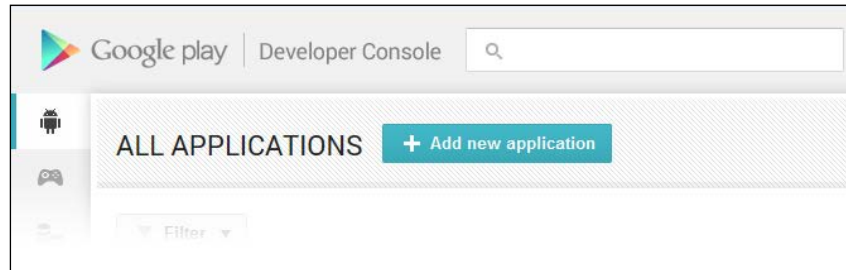 Google play Developer Console
ALL APPLICATIONS + Add new application
Filter